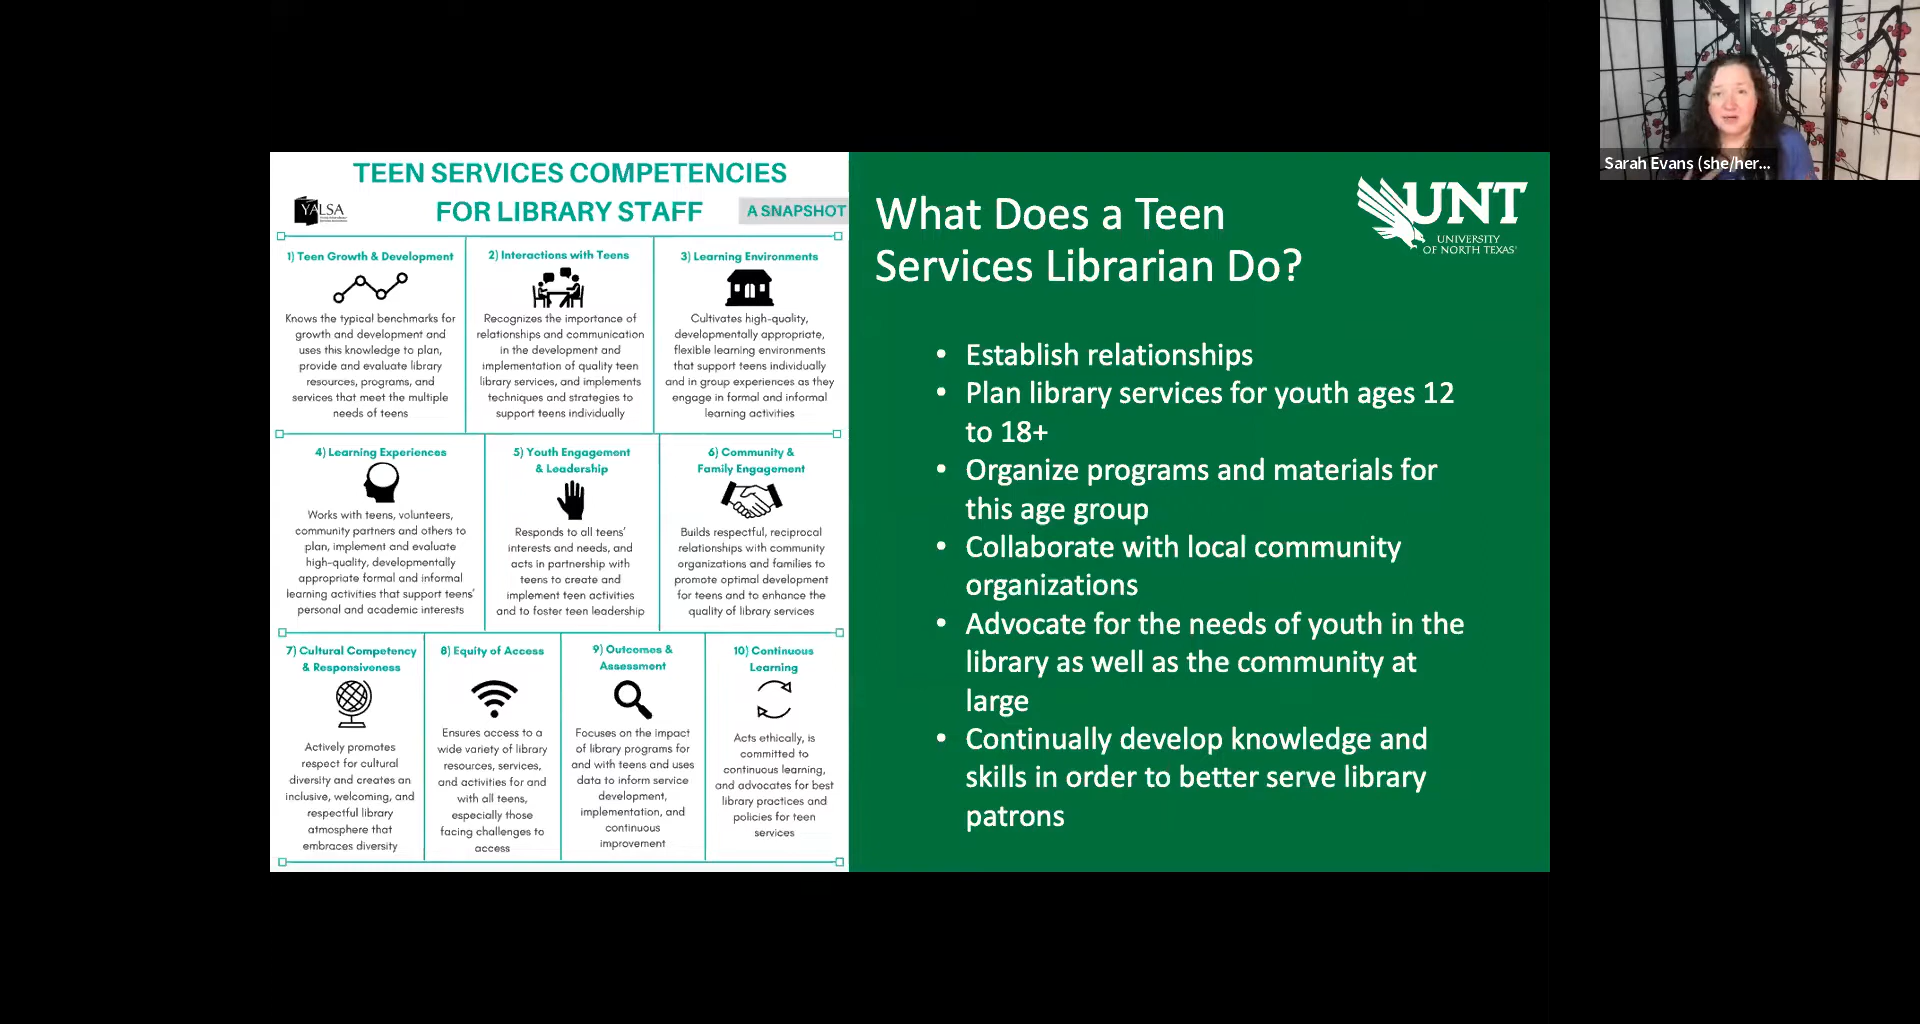 TEEN SERVICES COMPETENCIES
FOR LIBRARY STAFF
A SNAPSHOT
YALSA
1) Teen Growth & Development
Knows the typical benchmarks for
growth and development and
uses this knowledge to plan,
provide and evaluate library
resources, programs, and
services that meet the multiple
needs of teens
2) Interactions with Teens
Recognizes the importance of
relationships and communication
in the development and
implementation of quality teen
library services, and implements
techniques and strategies to
support teens individually
3) Learning Environments
Cultivates high-quality,
developmentally appropriate,
flexible learning environments
that support teens individually
and in group experiences as they
engage in formal and informal
learning activities
4) Learning Experiences
Works with teens, volunteers,
community partners and others to
plan, implement and evaluate
high-quality, developmentally
appropriate formal and informal
learning activities that support teens'
personal and academic interests
5) Youth Engagement
& Leadership
Responds to all teens'
interests and needs, and
acts in partnership with
teens to create and
implement teen activities
and to foster teen leadership
6) Community &
Family Engagement
Builds respectful, reciprocal
relationships with community
organizations and families to
promote optimal development
for teens and to enhance the
quality of library services
7) Cultural Competency
& Responsiveness
Actively promotes
respect for cultural
diversity and creates an
inclusive, welcoming, and
respectful library
atmosphere that
embraces diversity
8) Equity of Access
Ensures access to a
wide variety of library
resources, services,
and activities for and
with all teens,
especially those
facing challenges to
access
9) Outcomes &
Assessment
Focuses on the impact
of library programs for
and with teens and uses
data to inform service
development,
implementation, and
continuous
improvement
10) Continuous
Learning
Acts ethically, is
committed to
continuous learning,
and advocates for best
library practices and
policies for teen
services
What Does a Teen
Services Librarian Do?
UNT
UNIVERSITY
OF NORTH TEXAS
• Establish relationships
• Plan library services for youth ages 12
to 18+
• Organize programs and materials for
this age group
• Collaborate with local community
organizations
• Advocate for the needs of youth in the
library as well as the community at
large
• Continually develop knowledge and
skills in order to better serve library
patrons
Sarah Evans (she/her...